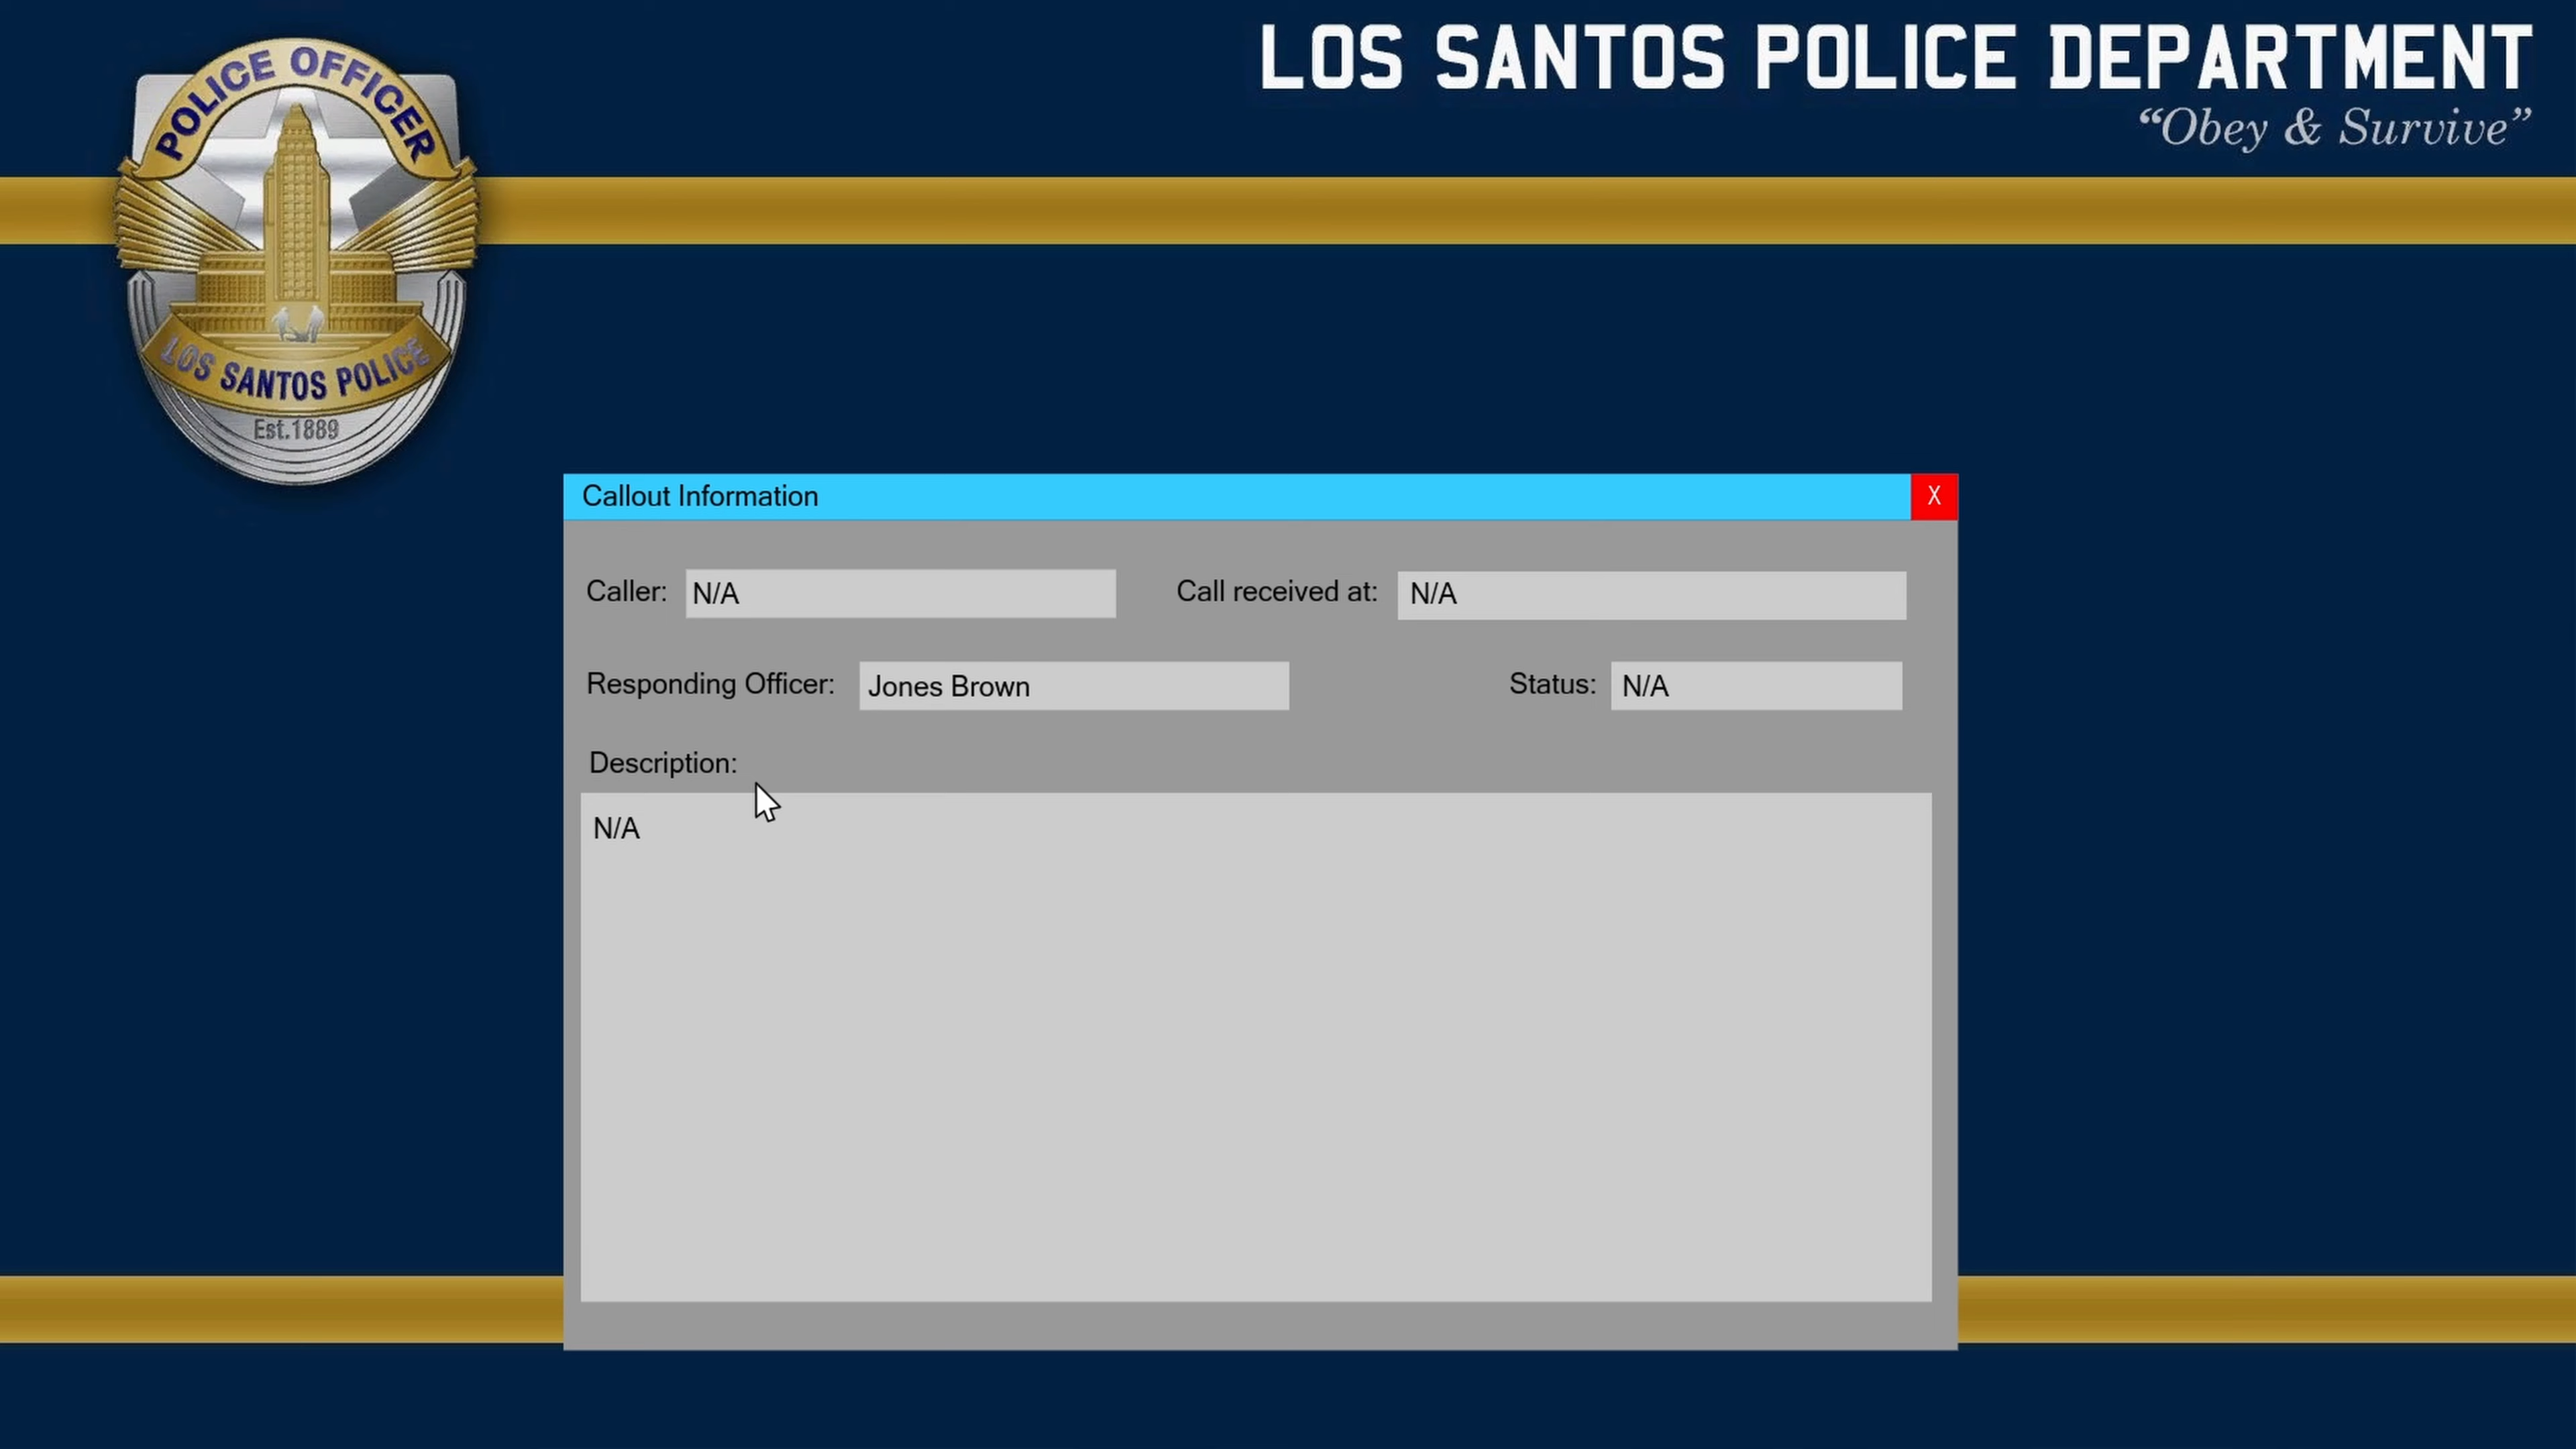 POLICE OFFICER
LOS SANTOS POLICE
Est.1889
LOS SANTOS POLICE DEPARTMENT
“Obey & Survive”
Callout Information
X
Caller: N/A
Call received at: N/A
Responding Officer: Jones Brown
Status: N/A
Description:
N/A